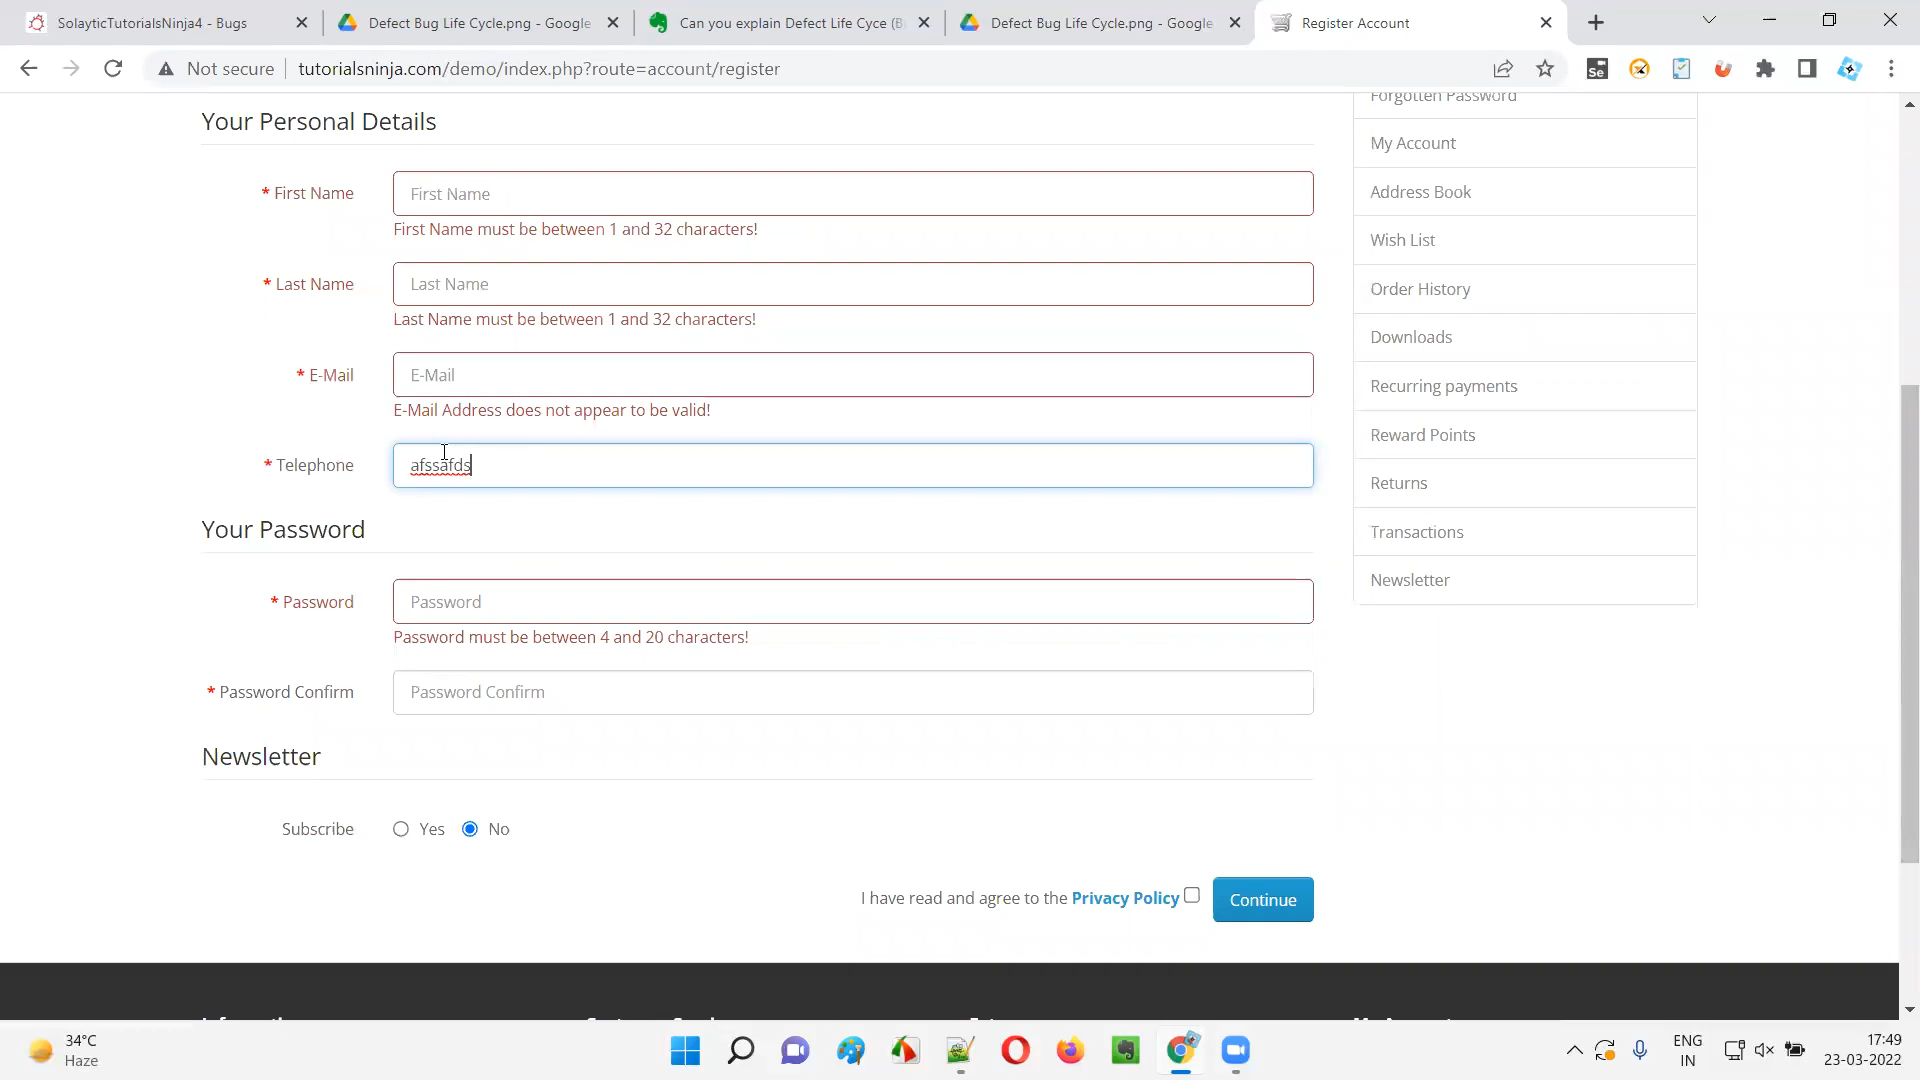 SolayticTutorialsNinja4 - Bugs
Defect Bug Life Cycle.png - Google
Can you explain Defect Life Cyce (B
Defect Bug Life Cycle.png - Google
Register Account
Not secure
tutorialsninja.com/demo/index.php?route=account/register
Your Personal Details
* First Name
First Name
First Name must be between 1 and 32 characters!
* Last Name
Last Name
Last Name must be between 1 and 32 characters!
* E-Mail
E-Mail
E-Mail Address does not appear to be valid!
* Telephone
afssafds
Your Password
* Password
Password
Password must be between 4 and 20 characters!
* Password Confirm
Password Confirm
Newsletter
Subscribe
Yes
No
I have read and agree to the Privacy Policy
Continue
Forgotten Password
My Account
Address Book
Wish List
Order History
Downloads
Recurring payments
Reward Points
Returns
Transactions
Newsletter
34°C
Haze
Se
ENG
IN
17:49
23-03-2022